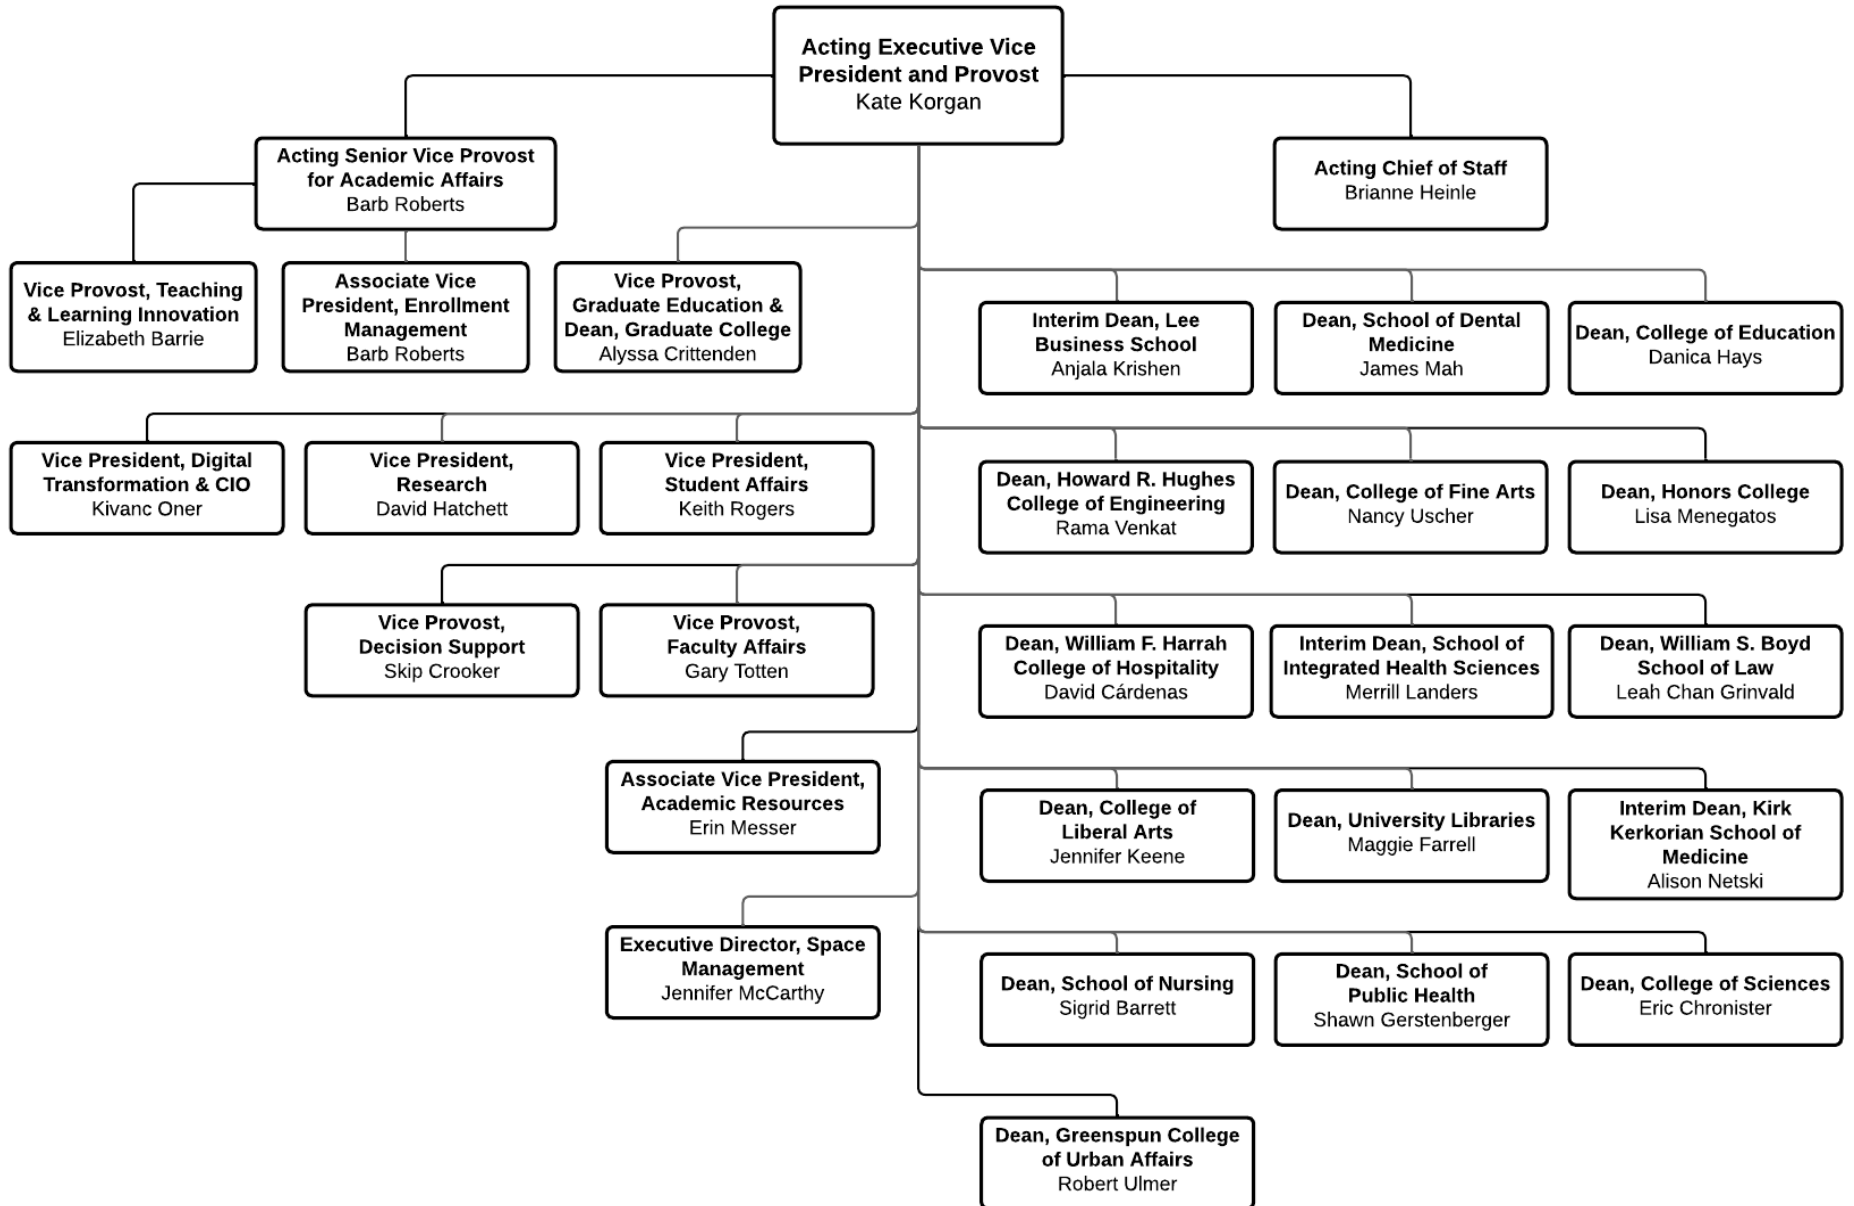 Acting Executive Vice
President and Provost
Kate Korgan
Acting Senior Vice Provost
for Academic Affairs
Barb Roberts
Acting Chief of Staff
Brianne Heinle
Vice Provost, Teaching
& Learning Innovation
Elizabeth Barrie
Associate Vice
President, Enrollment
Management
Barb Roberts
Vice Provost,
Graduate Education &
Dean, Graduate College
Alyssa Crittenden
Interim Dean, Lee
Business School
Anjala Krishen
Dean, School of Dental
Medicine
James Mah
Dean, College of Education
Danica Hays
Vice President, Digital
Transformation & CIO
Kivanc Oner
Vice President,
Research
David Hatchett
Vice President,
Student Affairs
Keith Rogers
Dean, Howard R. Hughes
College of Engineering
Rama Venkat
Dean, College of Fine Arts
Nancy Uscher
Dean, Honors College
Lisa Menegatos
Vice Provost,
Decision Support
Skip Crooker
Vice Provost,
Faculty Affairs
Gary Totten
Dean, William F. Harrah
College of Hospitality
David Cárdenas
Interim Dean, School of
Integrated Health Sciences
Merrill Landers
Dean, William S. Boyd
School of Law
Leah Chan Grinvald
Associate Vice President,
Academic Resources
Erin Messer
Dean, College of
Liberal Arts
Jennifer Keene
Dean, University Libraries
Maggie Farrell
Interim Dean, Kirk
Kerkorian School of
Medicine
Alison Netski
Executive Director, Space
Management
Jennifer McCarthy
Dean, School of Nursing
Sigrid Barrett
Dean, School of
Public Health
Shawn Gerstenberger
Dean, College of Sciences
Eric Chronister
Dean, Greenspun College
of Urban Affairs
Robert Ulmer